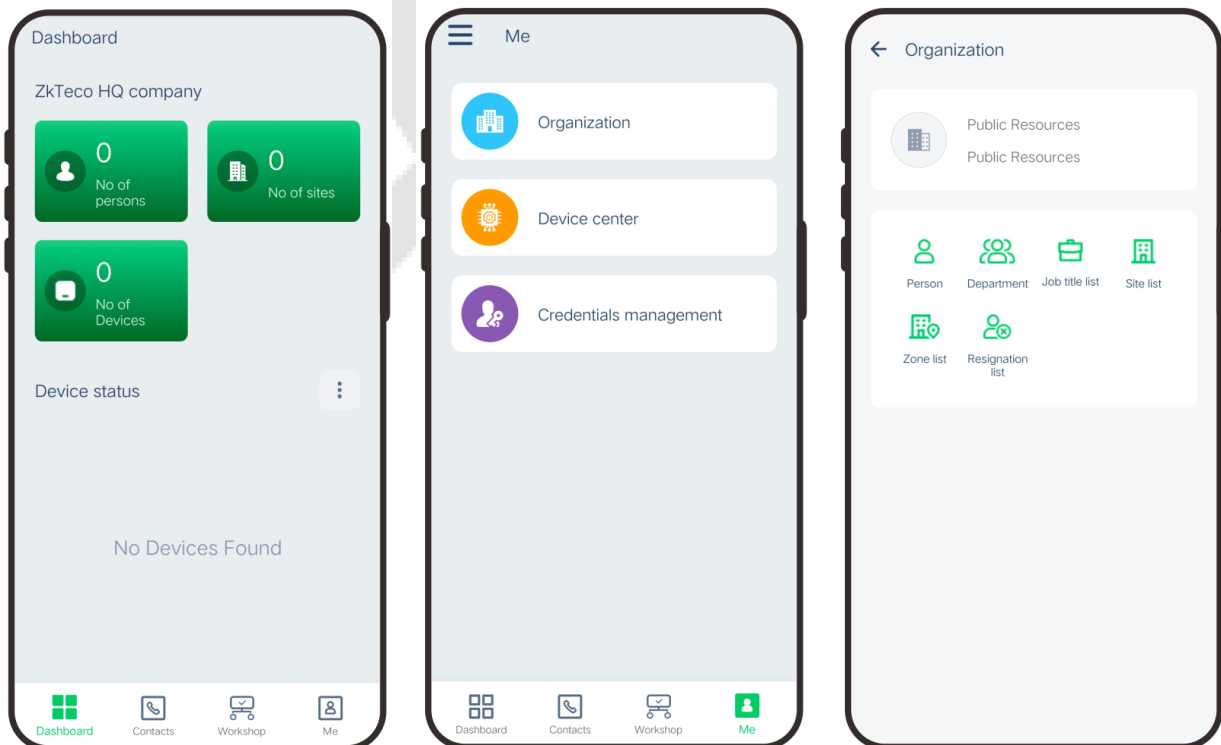 Dashboard
ZkTeco HQ company
0
No of
persons
0
No of sites
0
No of
Devices
Device status
No Devices Found
Dashboard
Contacts
Workshop
Me
Me
Organization
Device center
Credentials management
Dashboard
Contacts
Workshop
Me
Organization
Public Resources
Public Resources
Person
Department
Job title list
Site list
Zone list
Resignation
list